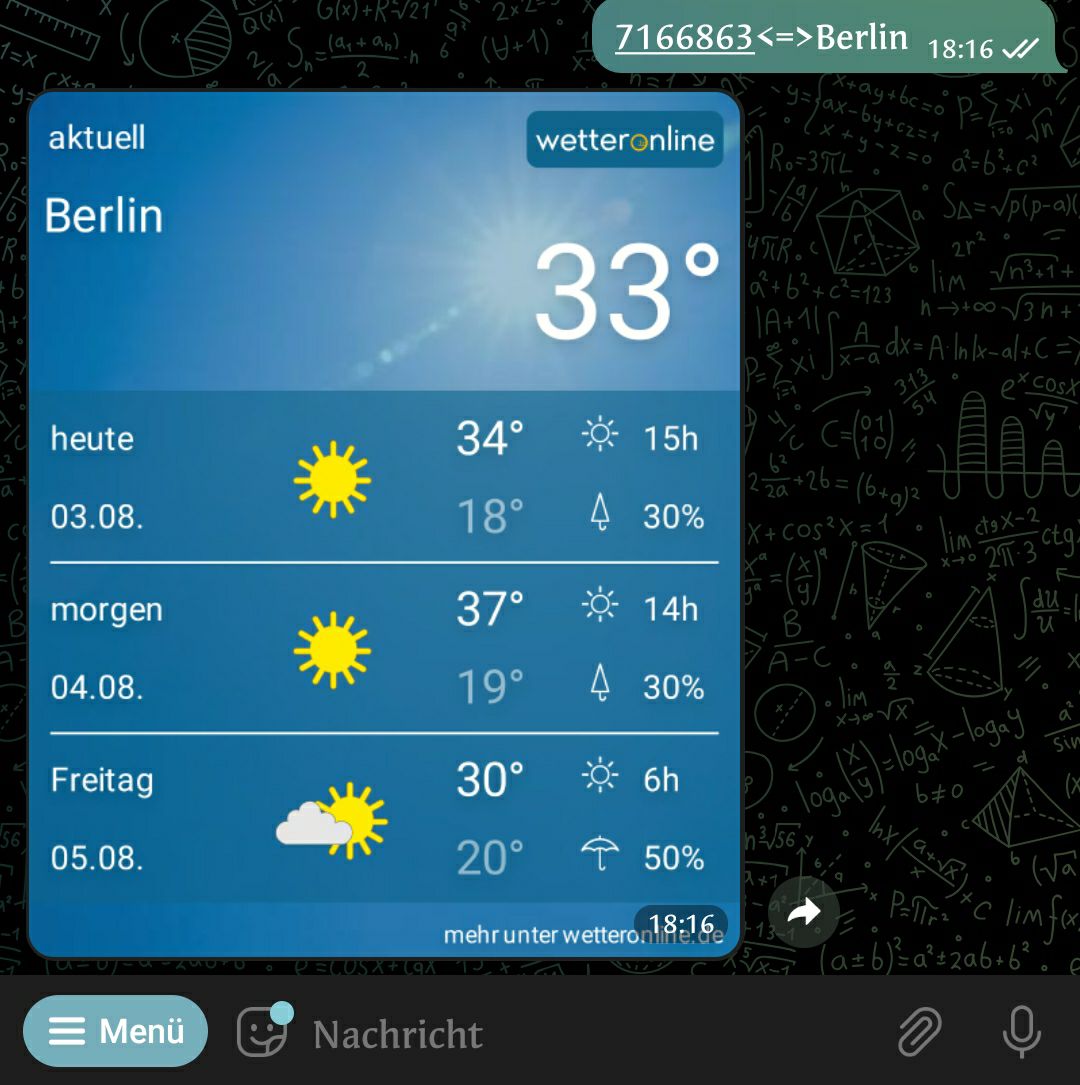 7166863<=>Berlin 18:16
aktuell
wetteronline
Berlin
33°
heute 34° 15h
03.08. 18° 30%
morgen 37° 14h
04.08. 19° 30%
Freitag 30° 6h
05.08. 20° 50%
mehr unter wetteronline.de
18:16
Menü Nachricht